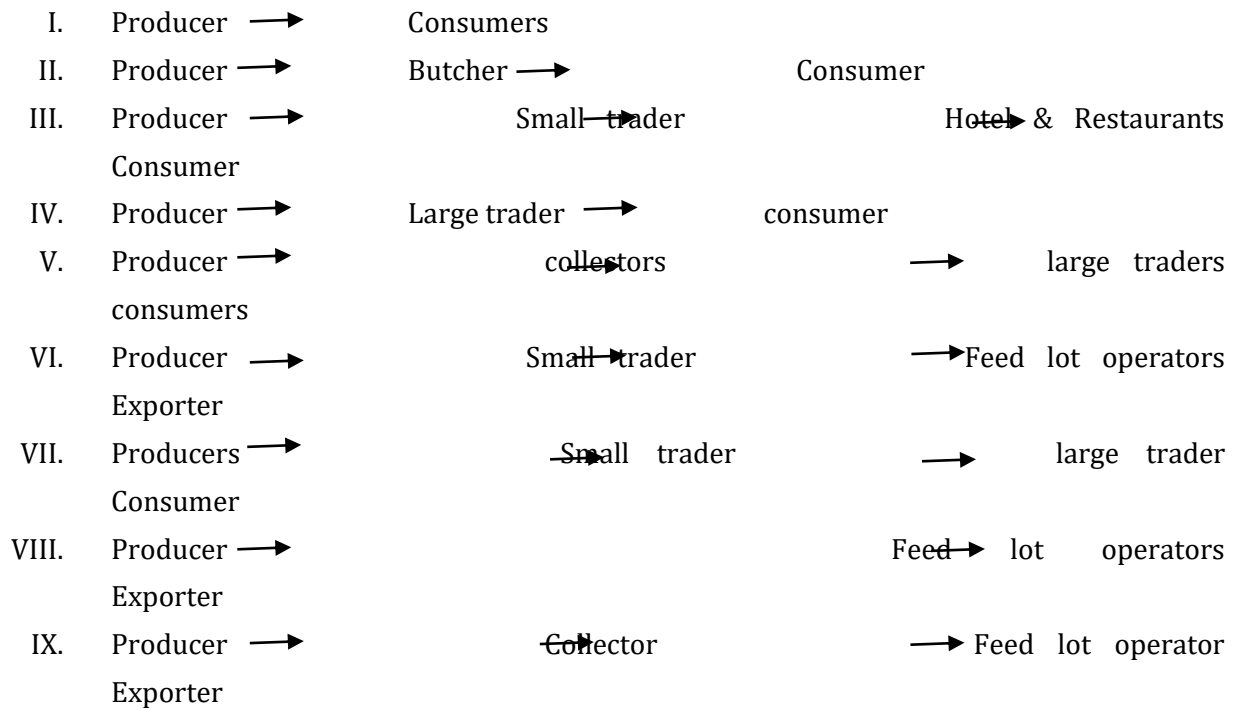 I. Producer → Consumers
II. Producer → Butcher → Consumer
III. Producer → Small trader → Hotel & Restaurants
Consumer
IV. Producer → Large trader → consumer
V. Producer → collectors → large traders
consumers
VI. Producer → Small trader → Feed lot operators
Exporter
VII. Producers → Small trader → large trader
Consumer
VIII. Producer → Feed lot operators
Exporter
IX. Producer → Collector → Feed lot operator
Exporter